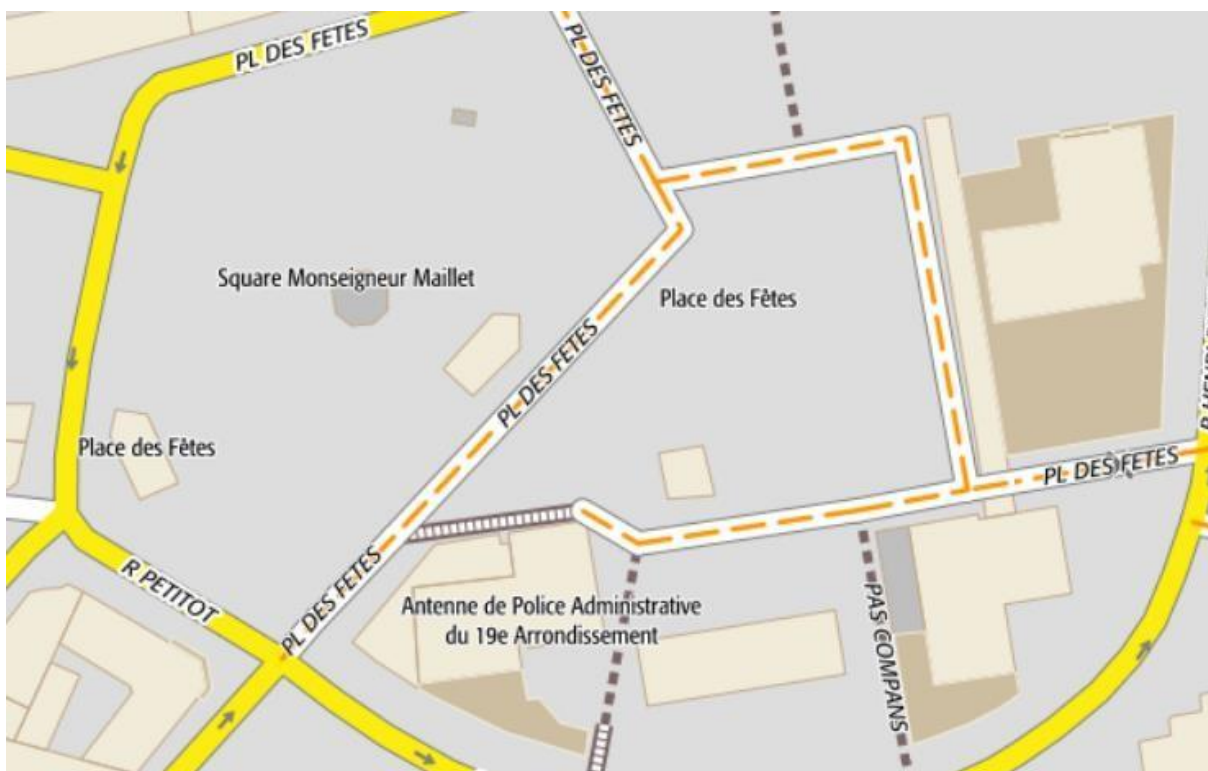 PL DES FETES
PL DES FETES
Square Monseigneur Maillet
Place des Fêtes
PL DES FETES
Place des Fêtes
PL DES FETES
R PETITOT
PL DES FETES
Antenne de Police Administrative
du 19e Arrondissement
PAS COMPANS